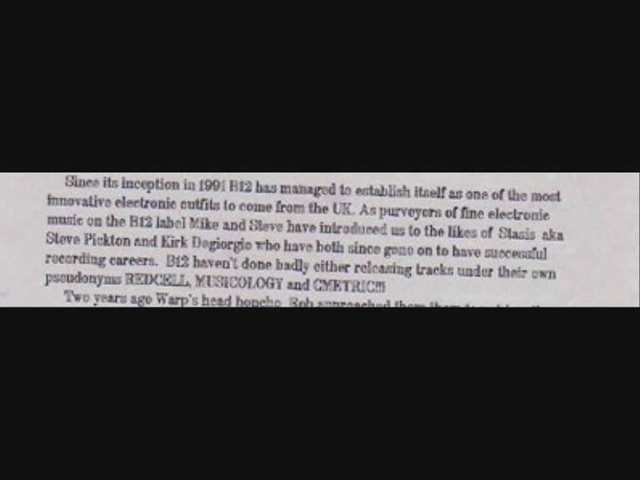 Since its inception in 1991 B12 has managed to establish itself as one of the most
innovative electronic outfits to come from the UK. As purveyors of fine electronic
music on the B12 label Mike and Steve have introduced us to the likes of Stasis aka
Steve Pickton and Kirk Degiorgio who have both since gone on to have successful
recording careers. B12 haven't done badly either releasing tracks under their own
pseudonyms REDCELL, MUSICOLOGY and CMETRIC!!!
Two years ago Warp's head honcho Rob approached them